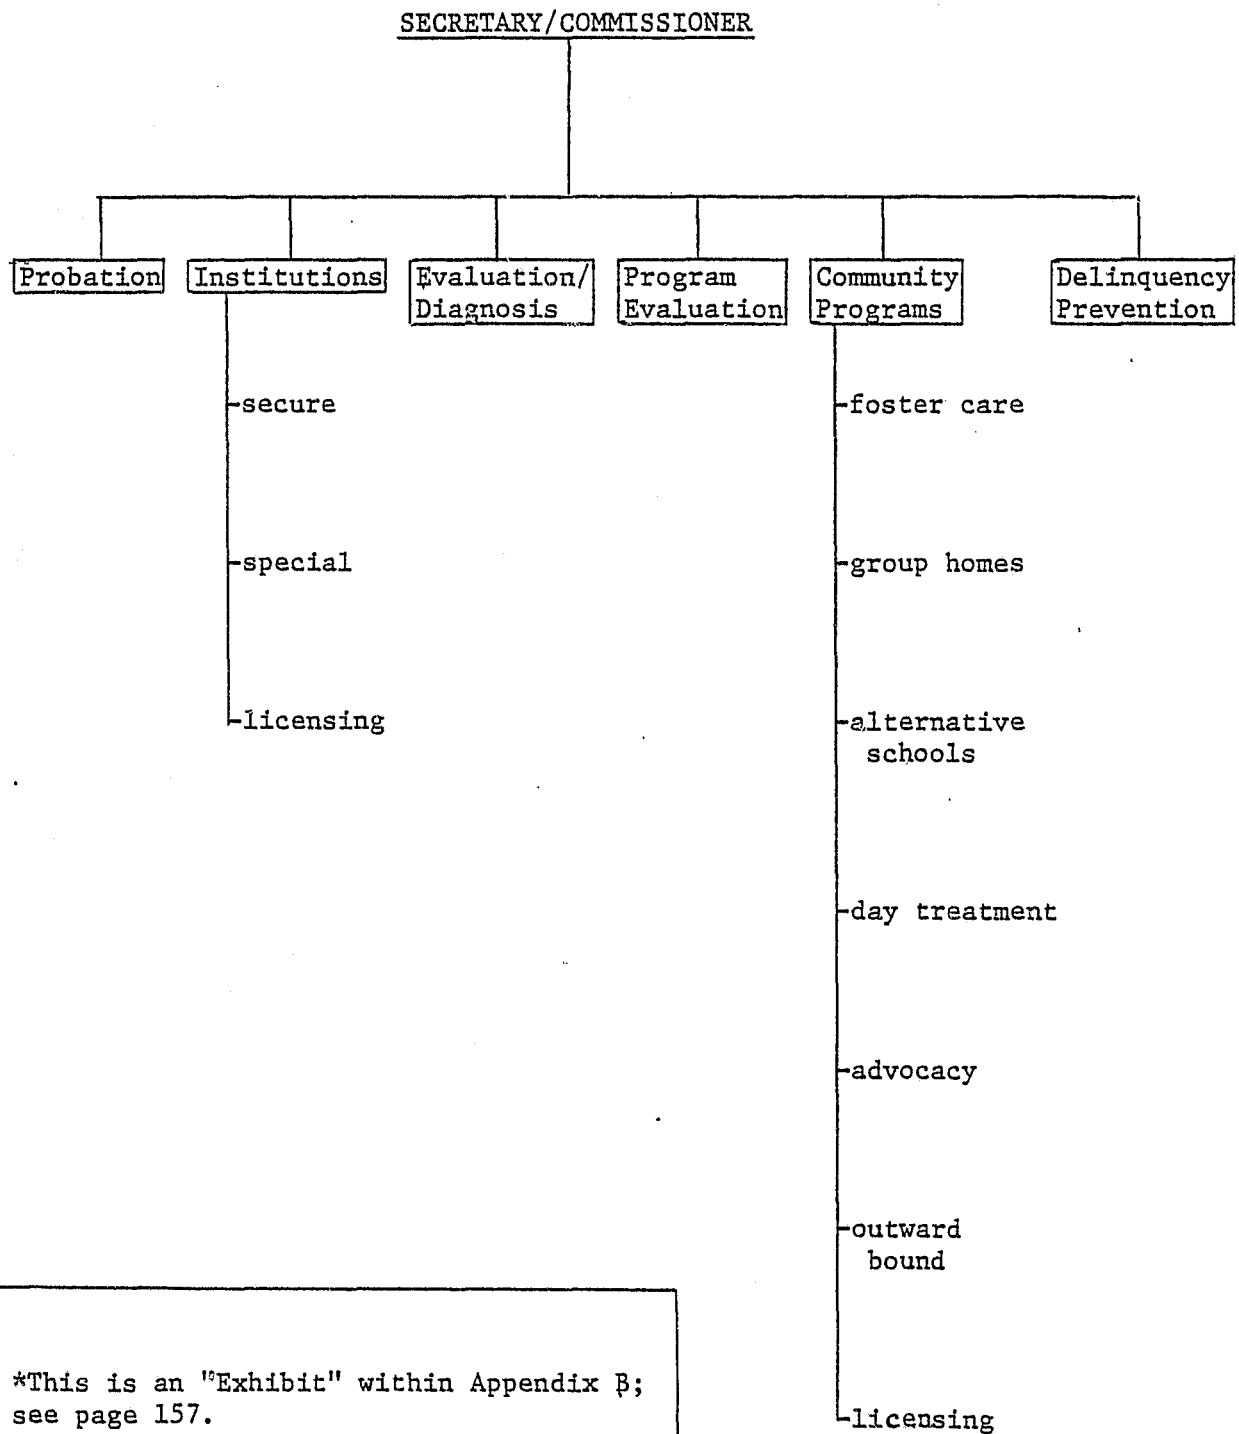 SECRETARY/COMMISSIONER
Probation
Institutions
Evaluation/
Diagnosis
Program
Evaluation
Community
Programs
Delinquency
Prevention
-secure
-special
-licensing
-foster care
-group homes
-alternative
schools
-day treatment
-advocacy
-outward
bound
-licensing
*This is an "Exhibit" within Appendix B;
see page 157.